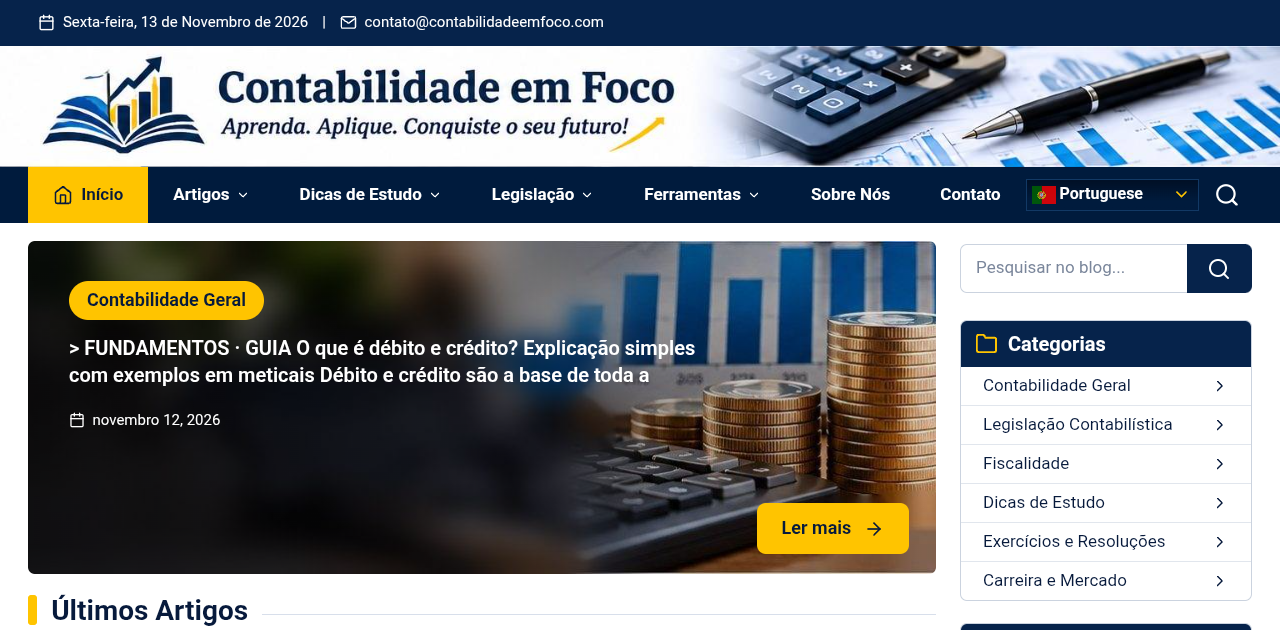 Sexta-feira, 13 de Novembro de 2026 | contato@contabilidadeemfoco.com
Contabilidade em Foco
Aprenda. Aplique. Conquiste o seu futuro!
Início
Artigos
Dicas de Estudo
Legislação
Ferramentas
Sobre Nós
Contato
Portuguese
Contabilidade Geral
> FUNDAMENTOS · GUIA O que é débito e crédito? Explicação simples
com exemplos em meticais Débito e crédito são a base de toda a
novembro 12, 2026
Ler mais
Últimos Artigos
Pesquisar no blog...
Categorias
Contabilidade Geral
Legislação Contabilística
Fiscalidade
Dicas de Estudo
Exercícios e Resoluções
Carreira e Mercado